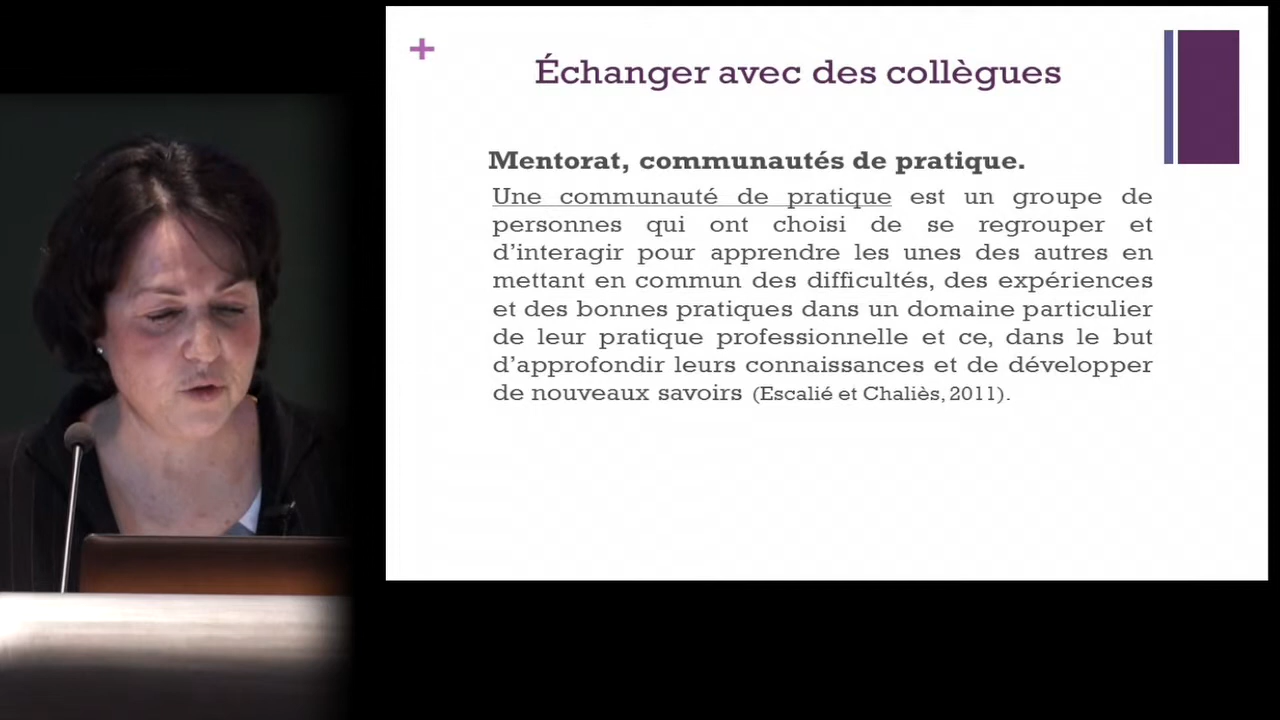 +
Échanger avec des collègues
Mentorat, communautés de pratique.
Une communauté de pratique est un groupe de
personnes qui ont choisi de se regrouper et
d’interagir pour apprendre les unes des autres en
mettant en commun des difficultés, des expériences
et des bonnes pratiques dans un domaine particulier
de leur pratique professionnelle et ce, dans le but
d’approfondir leurs connaissances et de développer
de nouveaux savoirs (Escalié et Chaliès, 2011).